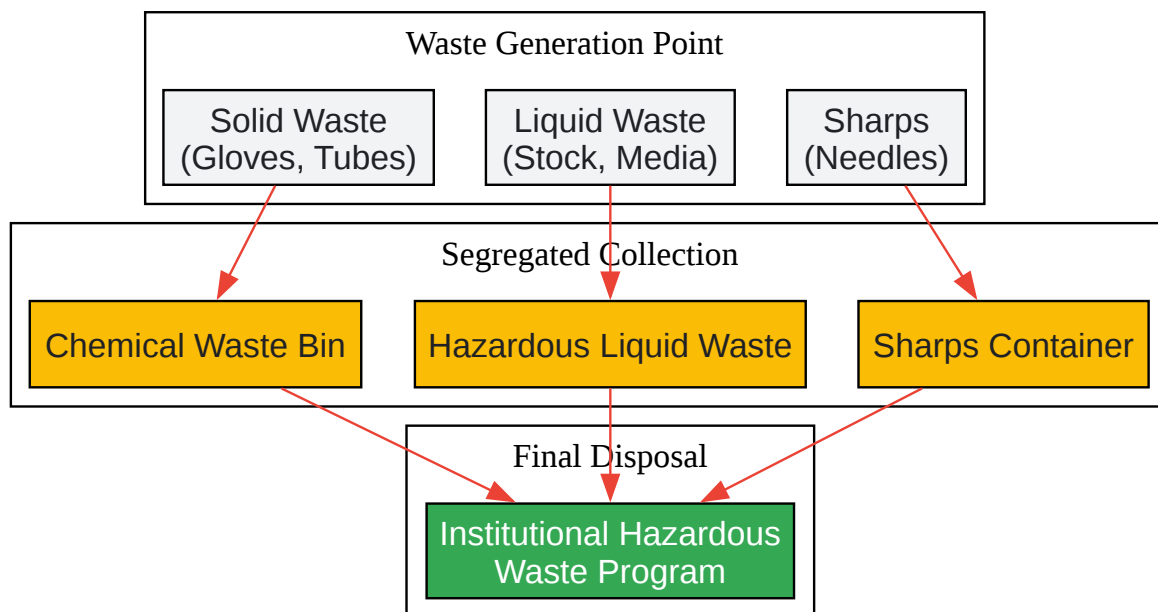 Waste Generation Point
Solid Waste
(Gloves, Tubes)
Liquid Waste
(Stock, Media)
Sharps
(Needles)
Segregated Collection
Chemical Waste Bin
Hazardous Liquid Waste
Sharps Container
Final Disposal
Institutional Hazardous
Waste Program